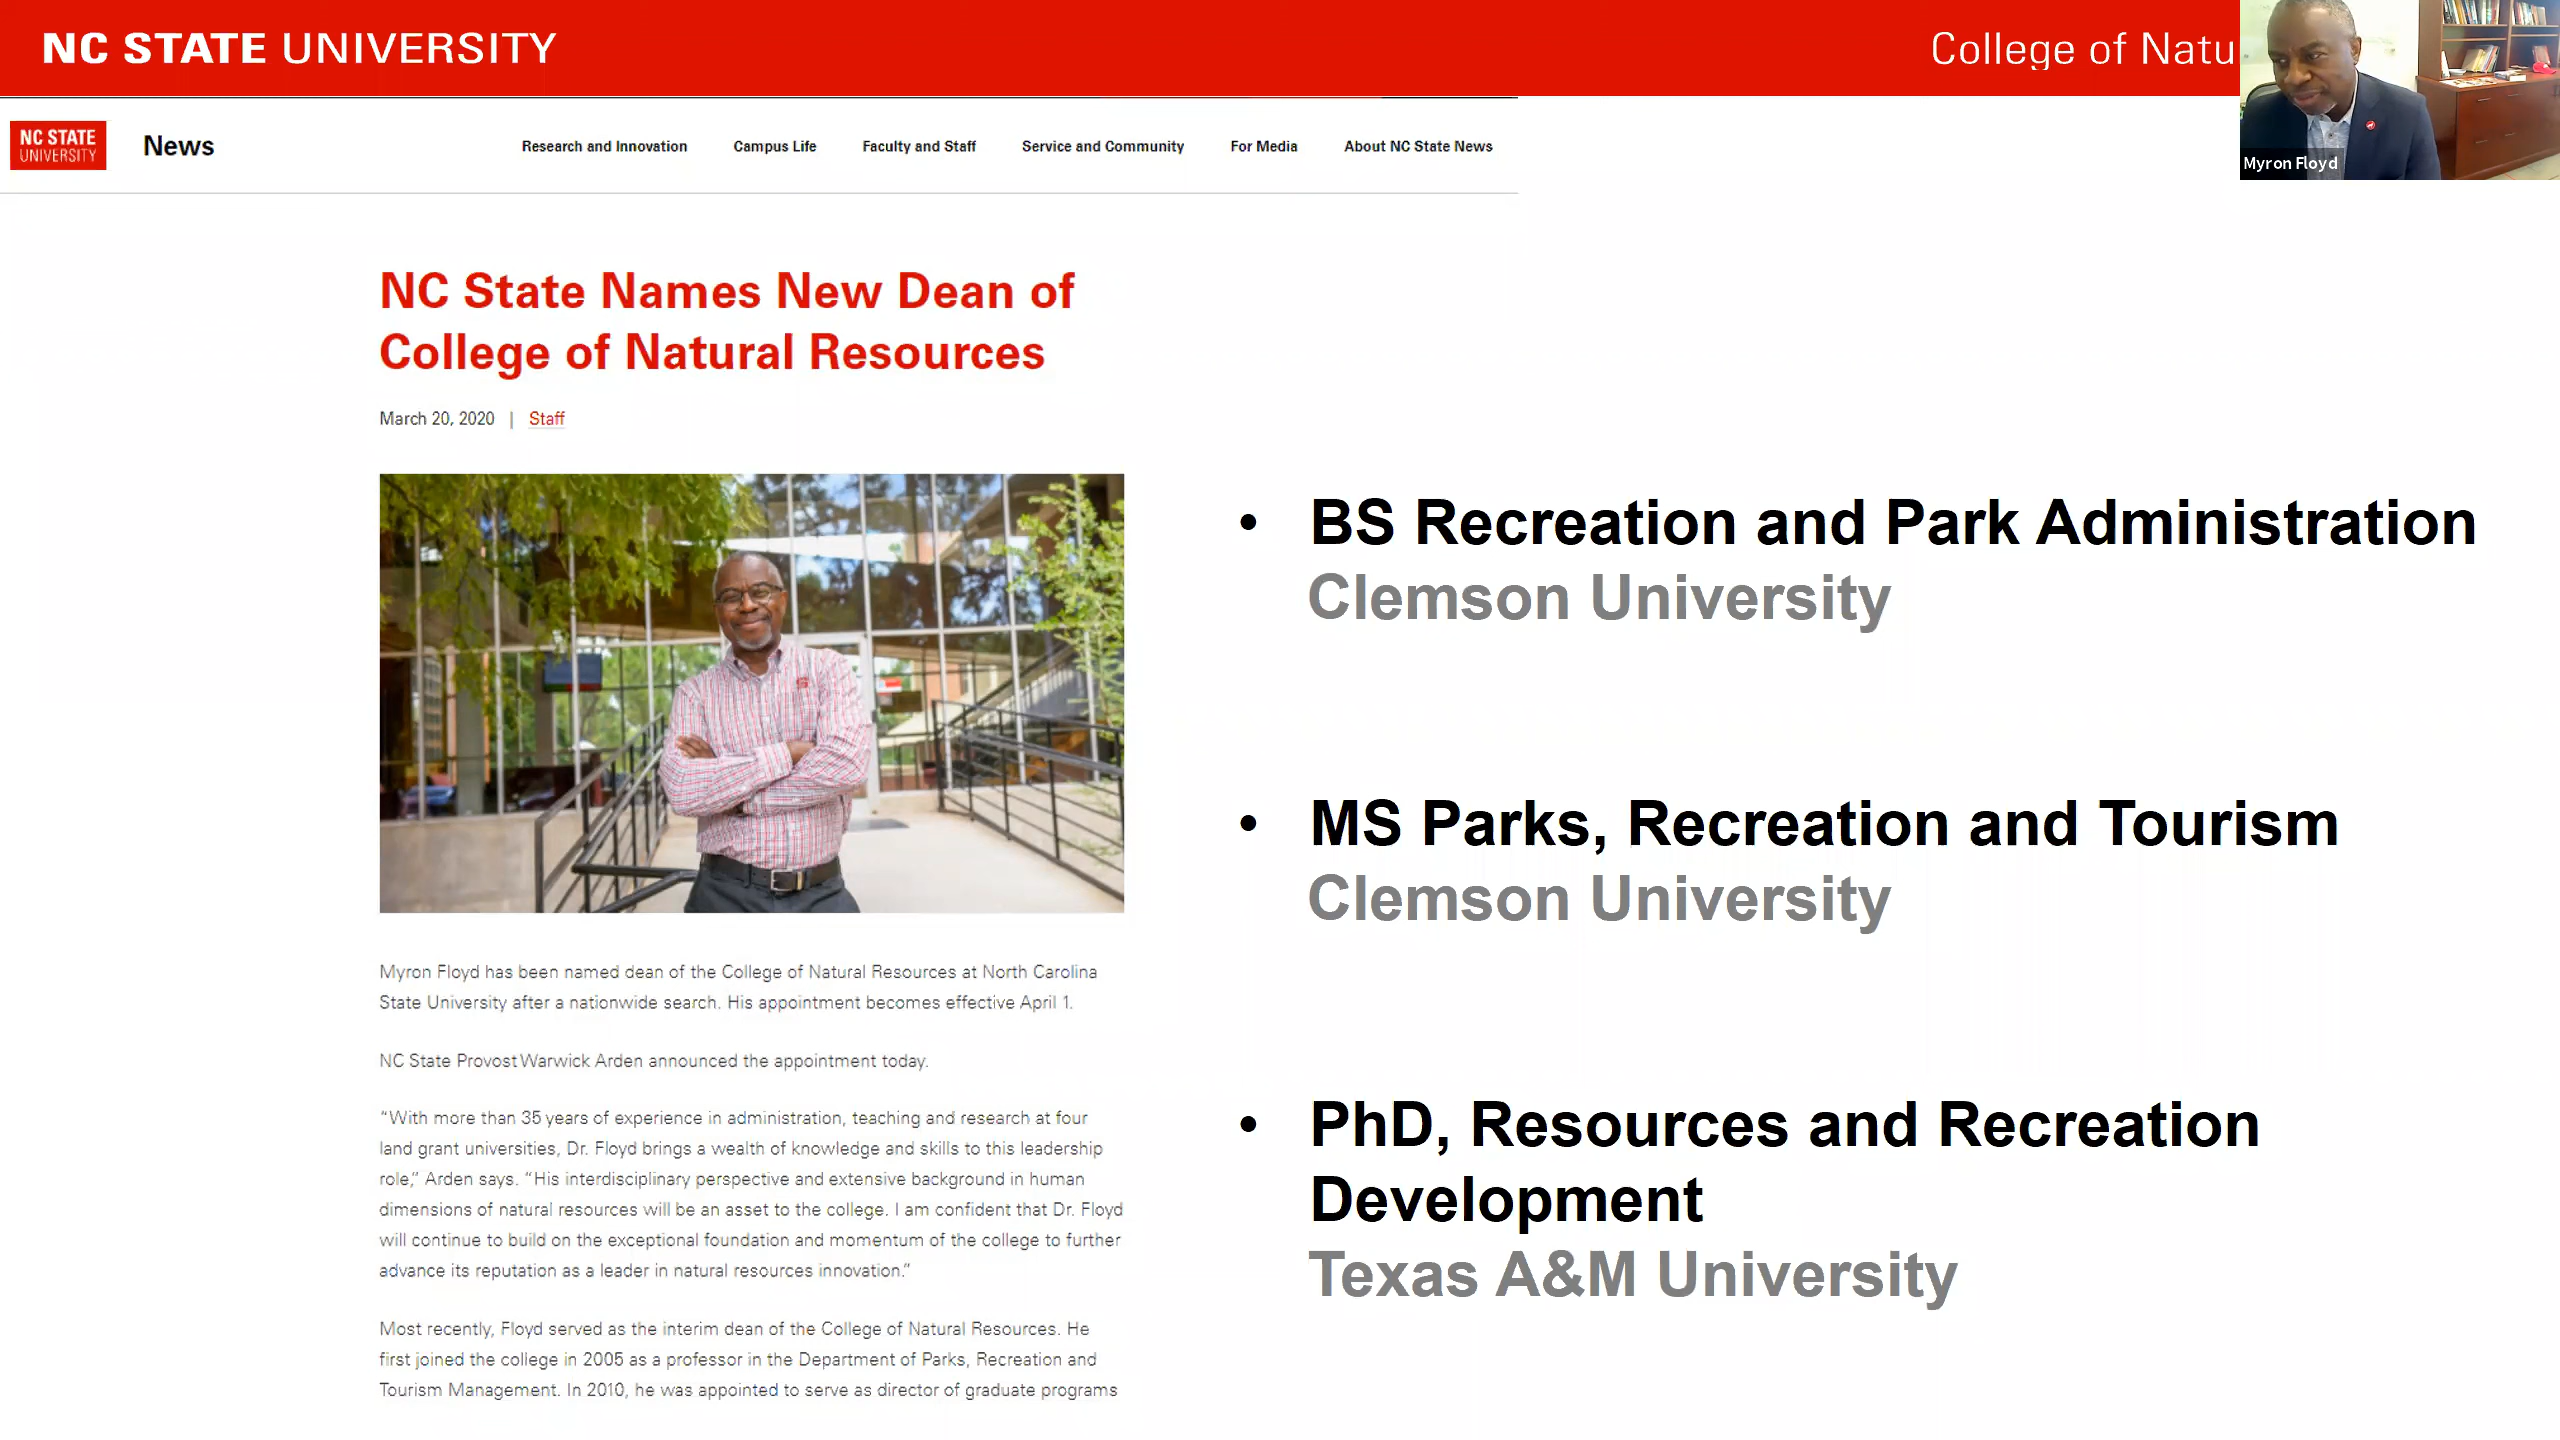 NC STATE UNIVERSITY
College of Natu
Myron Floyd
NC STATE
UNIVERSITY
News
Research and Innovation
Campus Life
Faculty and Staff
Service and Community
For Media
About NC State News
NC State Names New Dean of
College of Natural Resources
March 20, 2020 | Staff
Myron Floyd has been named dean of the College of Natural Resources at North Carolina
State University after a nationwide search. His appointment becomes effective April 1.
NC State Provost Warwick Arden announced the appointment today.
“With more than 35 years of experience in administration, teaching and research at four
land grant universities, Dr. Floyd brings a wealth of knowledge and skills to this leadership
role,” Arden says. “His interdisciplinary perspective and extensive background in human
dimensions of natural resources will be an asset to the college. I am confident that Dr. Floyd
will continue to build on the exceptional foundation and momentum of the college to further
advance its reputation as a leader in natural resources innovation.”
Most recently, Floyd served as the interim dean of the College of Natural Resources. He
first joined the college in 2005 as a professor in the Department of Parks, Recreation and
Tourism Management. In 2010, he was appointed to serve as director of graduate programs
• BS Recreation and Park Administration
Clemson University
• MS Parks, Recreation and Tourism
Clemson University
• PhD, Resources and Recreation
Development
Texas A&M University